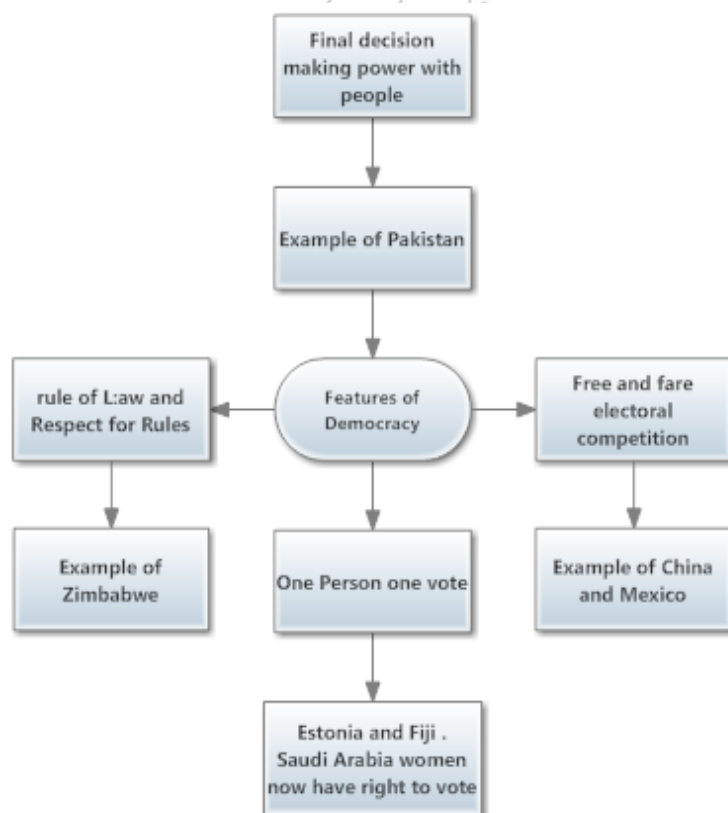 Final decision
making power with
people
Example of Pakistan
rule of L:aw and
Respect for Rules
Features of
Democracy
Free and fare
electoral
competition
Example of
Zimbabwe
One Person one vote
Example of China
and Mexico
Estonia and Fiji .
Saudi Arabia women
now have right to vote